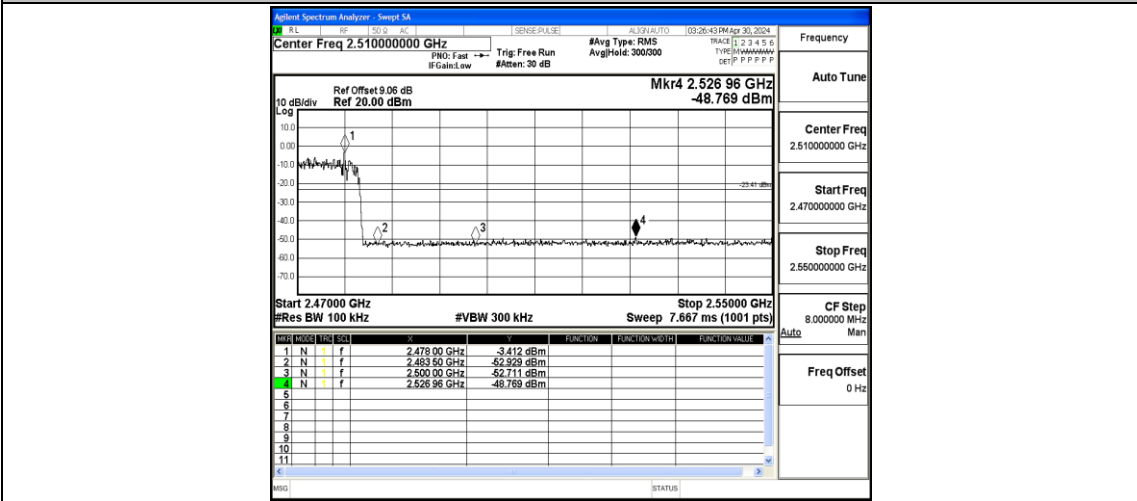 Agilent Spectrum Analyzer - Swept SA
RL RF 50 Ω AC SENSE:PULSE ALIGN AUTO 03:26:43 PM Apr 30, 2024
Center Freq 2.510000000 GHz
PNO: Fast
IFGain:Low
Trig: Free Run
#Atten: 30 dB
#Avg Type: RMS
Avg|Hold: 300/300
TRACE 1 2 3 4 5 6
TYPE M
DET P P P P P P
Mkr4 2.526 96 GHz
-48.769 dBm
Ref Offset 9.06 dB
10 dB/div Ref 20.00 dBm
Log
10.0
0.00
-10.0
-20.0
-30.0
-40.0
-50.0
-60.0
-70.0
1
2
3
4
-23.41 dBm
Start 2.47000 GHz Stop 2.55000 GHz
#Res BW 100 kHz #VBW 300 kHz Sweep 7.667 ms (1001 pts)
MKR MODE TRC SCL X Y FUNCTION FUNCTION WIDTH FUNCTION VALUE
1 N 1 f 2.478 00 GHz -3.412 dBm
2 N 1 f 2.483 50 GHz -52.929 dBm
3 N 1 f 2.500 00 GHz -52.711 dBm
4 N 1 f 2.526 96 GHz -48.769 dBm
5
6
7
8
9
10
11
MSG STATUS
Frequency
Auto Tune
Center Freq
2.510000000 GHz
Start Freq
2.470000000 GHz
Stop Freq
2.550000000 GHz
CF Step
8.000000 MHz
Auto Man
Freq Offset
0 Hz